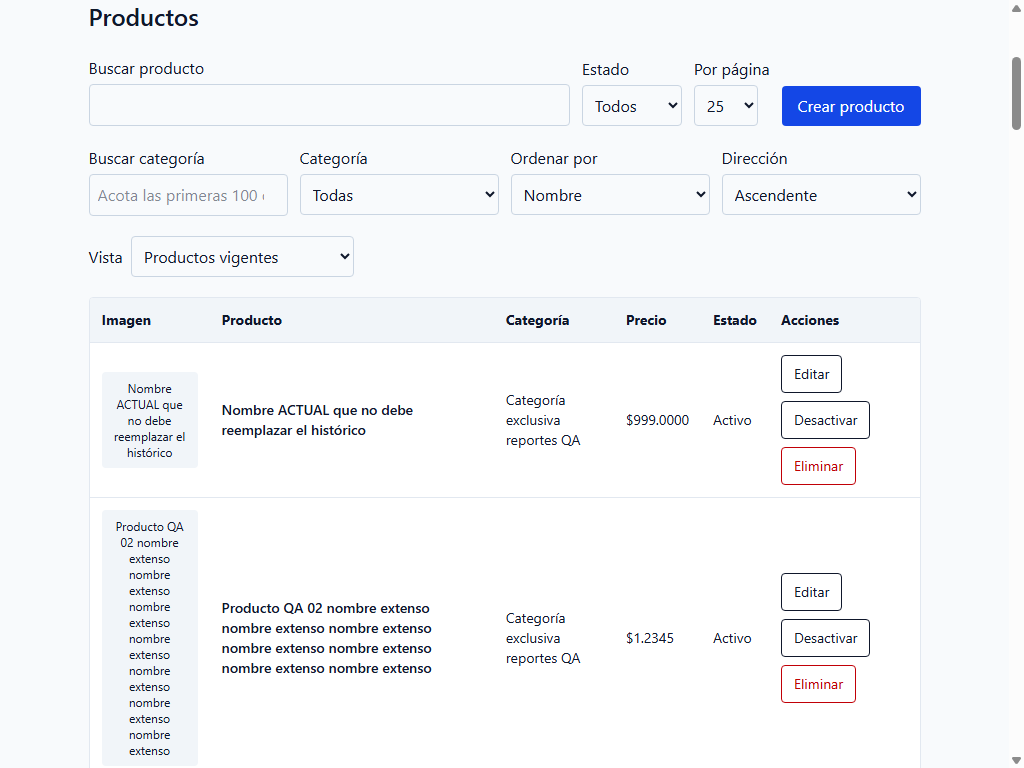 Productos
Buscar producto
Estado
Por página
Todos
25
Crear producto
Buscar categoría
Categoría
Ordenar por
Dirección
Acota las primeras 100
Todas
Nombre
Ascendente
Vista
Productos vigentes
Imagen
Producto
Categoría
Precio
Estado
Acciones
Nombre
ACTUAL que
no debe
reemplazar el
histórico
Nombre ACTUAL que no debe
reemplazar el histórico
Categoría
exclusiva
reportes QA
$999.0000
Activo
Editar
Desactivar
Eliminar
Producto QA
02 nombre
extenso
nombre
extenso
nombre
extenso
nombre
extenso
nombre
extenso
nombre
extenso
nombre
extenso
Producto QA 02 nombre extenso
nombre extenso nombre extenso
nombre extenso nombre extenso
nombre extenso nombre extenso
Categoría
exclusiva
reportes QA
$1.2345
Activo
Editar
Desactivar
Eliminar